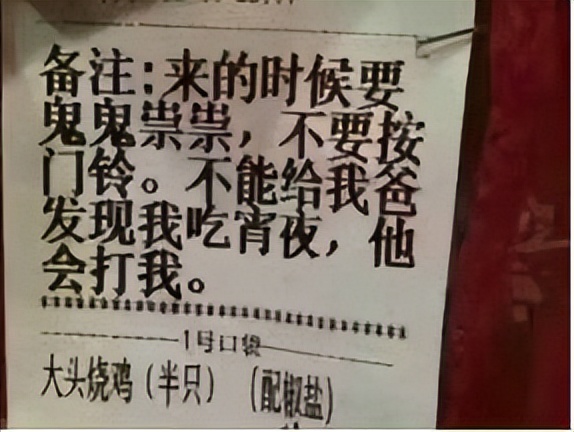 备注:来的时候要
鬼鬼祟祟，不要按
门铃。不能给我爸
发现我吃宵夜，他
会打我。
1号口袋
大头烧鸡（半只）（配椒盐）